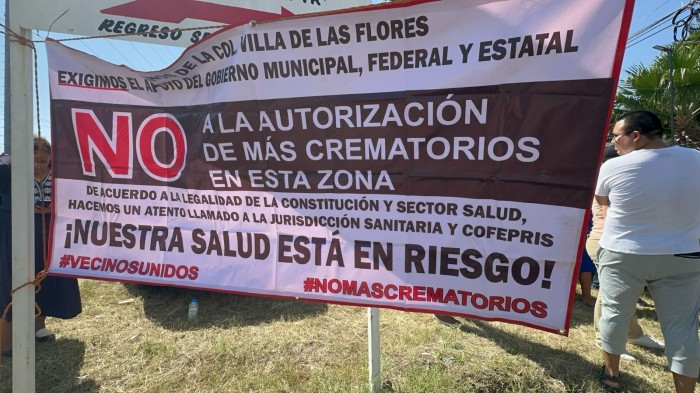 REGRESO SE
DE LA COL VILLA DE LAS FLORES
EXIGIMOS EL APOYO DEL GOBIERNO MUNICIPAL, FEDERAL Y ESTATAL
NO
A LA AUTORIZACIÓN
DE MÁS CREMATORIOS
EN ESTA ZONA
DE ACUERDO A LA LEGALIDAD DE LA CONSTITUCIÓN Y SECTOR SALUD,
HACEMOS UN ATENTO LLAMADO A LA JURISDICCIÓN SANITARIA Y COFEPRIS
¡NUESTRA SALUD ESTÁ EN RIESGO!
#VECINOSUNIDOS
#NOMASCREMATORIOS